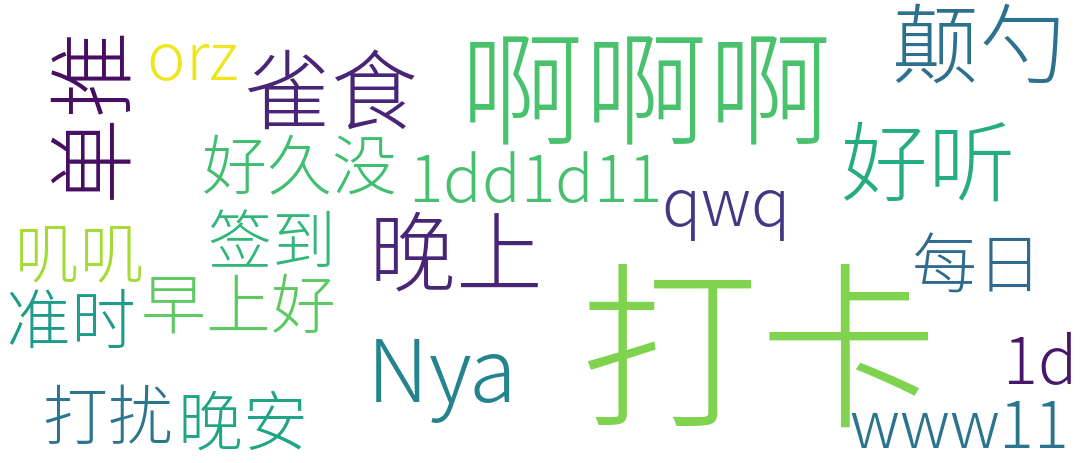 单推
orz
雀食
啊啊啊
颠勺
好久没
1dd1d11
qwq
好听
叽叽
签到
晚上
每日
准时
早上好
打卡
Nya
1d
打扰
晚安
www11